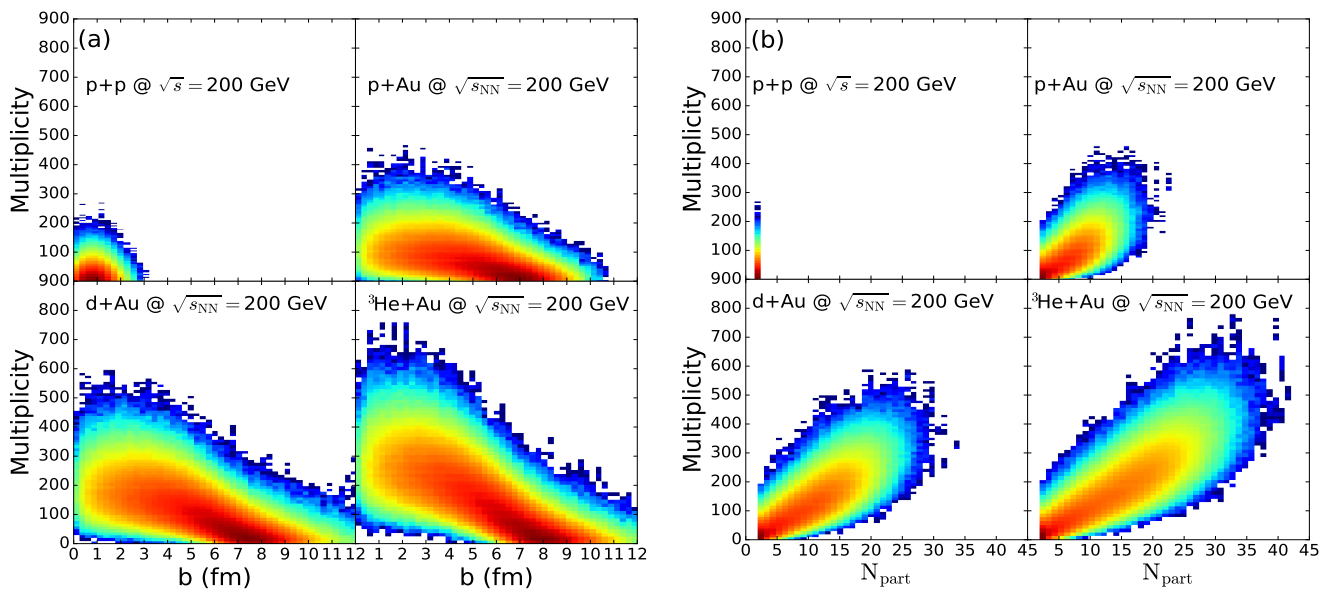 (a)
p+p @ √s = 200 GeV
p+Au @ √sNN = 200 GeV
Multiplicity
900
800
700
600
500
400
300
200
100
900
d+Au @ √sNN = 200 GeV
³He+Au @ √sNN = 200 GeV
Multiplicity
800
700
600
500
400
300
200
100
0
0 1 2 3 4 5 6 7 8 9 10 11 12 2 4 6 8 10 12
b (fm)
b (fm)
(b)
p+p @ √s = 200 GeV
p+Au @ √sNN = 200 GeV
Multiplicity
900
800
700
600
500
400
300
200
100
900
d+Au @ √sNN = 200 GeV
³He+Au @ √sNN = 200 GeV
Multiplicity
800
700
600
500
400
300
200
100
0
0 5 10 15 20 25 30 35 40 45 5 10 15 20 25 30 35 40 45
Npart
Npart